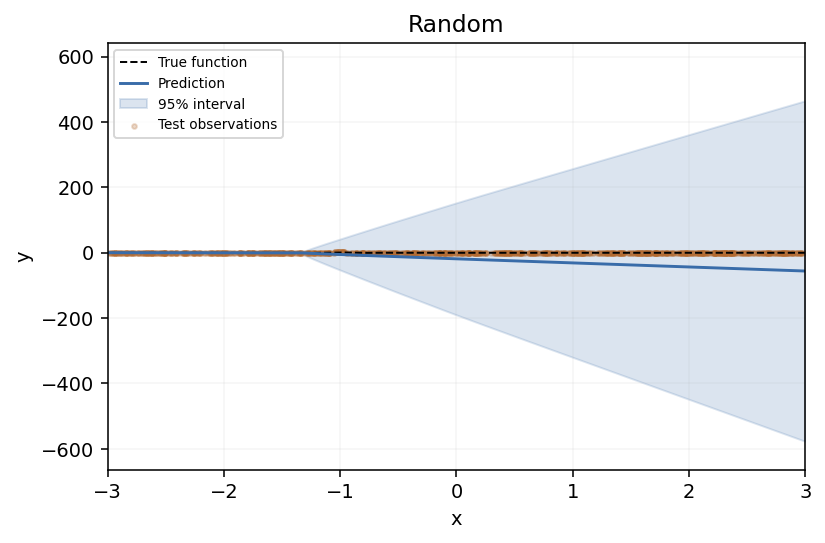 Random
True function
Prediction
95% interval
Test observations
600
400
200
0
−200
−400
−600
y
−3
−2
−1
0
1
2
3
x